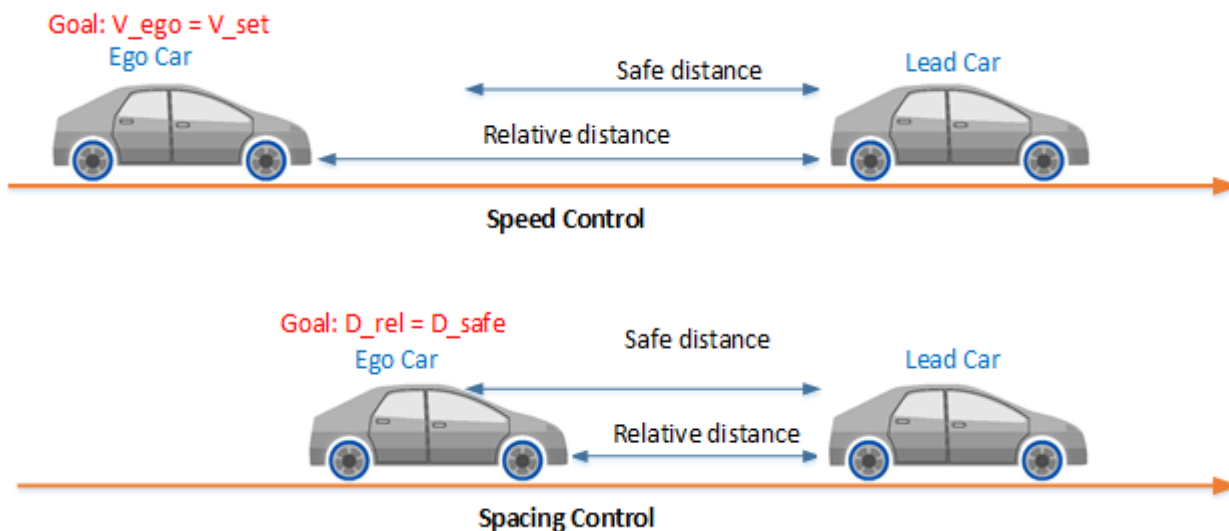 Goal: V_ego = V_set
Ego Car
Safe distance
Lead Car
Relative distance
Speed Control
Goal: D_rel = D_safe
Ego Car
Safe distance
Lead Car
Relative distance
Spacing Control